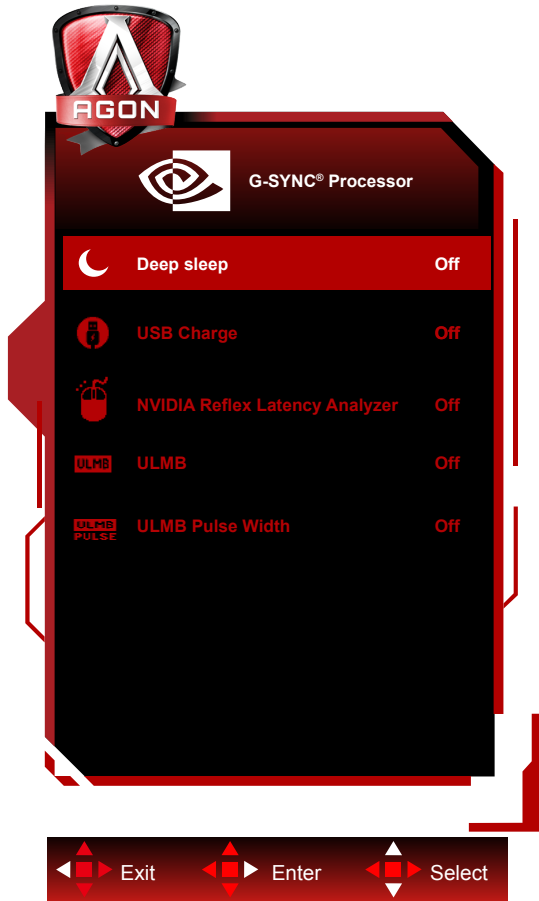 AGON
G-SYNC® Processor
Deep sleep Off
USB Charge Off
NVIDIA Reflex Latency Analyzer Off
ULMB ULMB Off
ULMB PULSE ULMB Pulse Width Off
Exit Enter Select